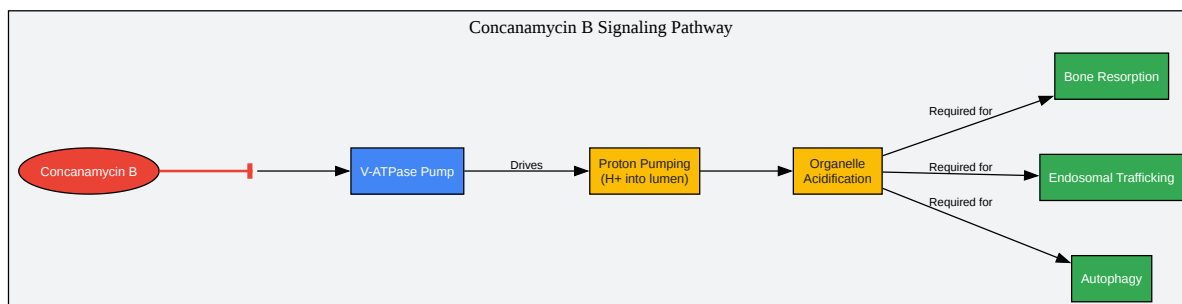 Concanamycin B Signaling Pathway
Concanamycin B
V-ATPase Pump
Drives
Proton Pumping
(H+ into lumen)
Organelle
Acidification
Required for
Bone Resorption
Required for
Endosomal Trafficking
Required for
Autophagy